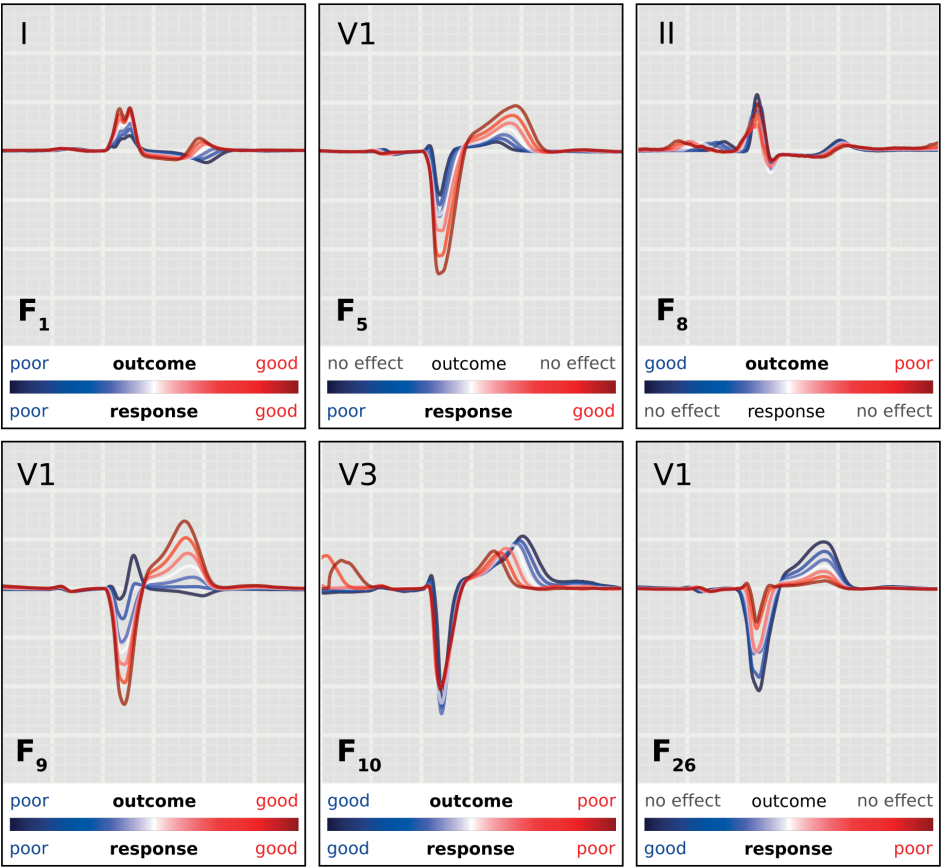 I
F1
poor outcome good
poor response good
V1
F5
no effect outcome no effect
poor response good
II
F8
good outcome poor
no effect response no effect
V1
F9
poor outcome good
poor response good
V3
F10
good outcome poor
good response poor
V1
F26
no effect outcome no effect
good response poor